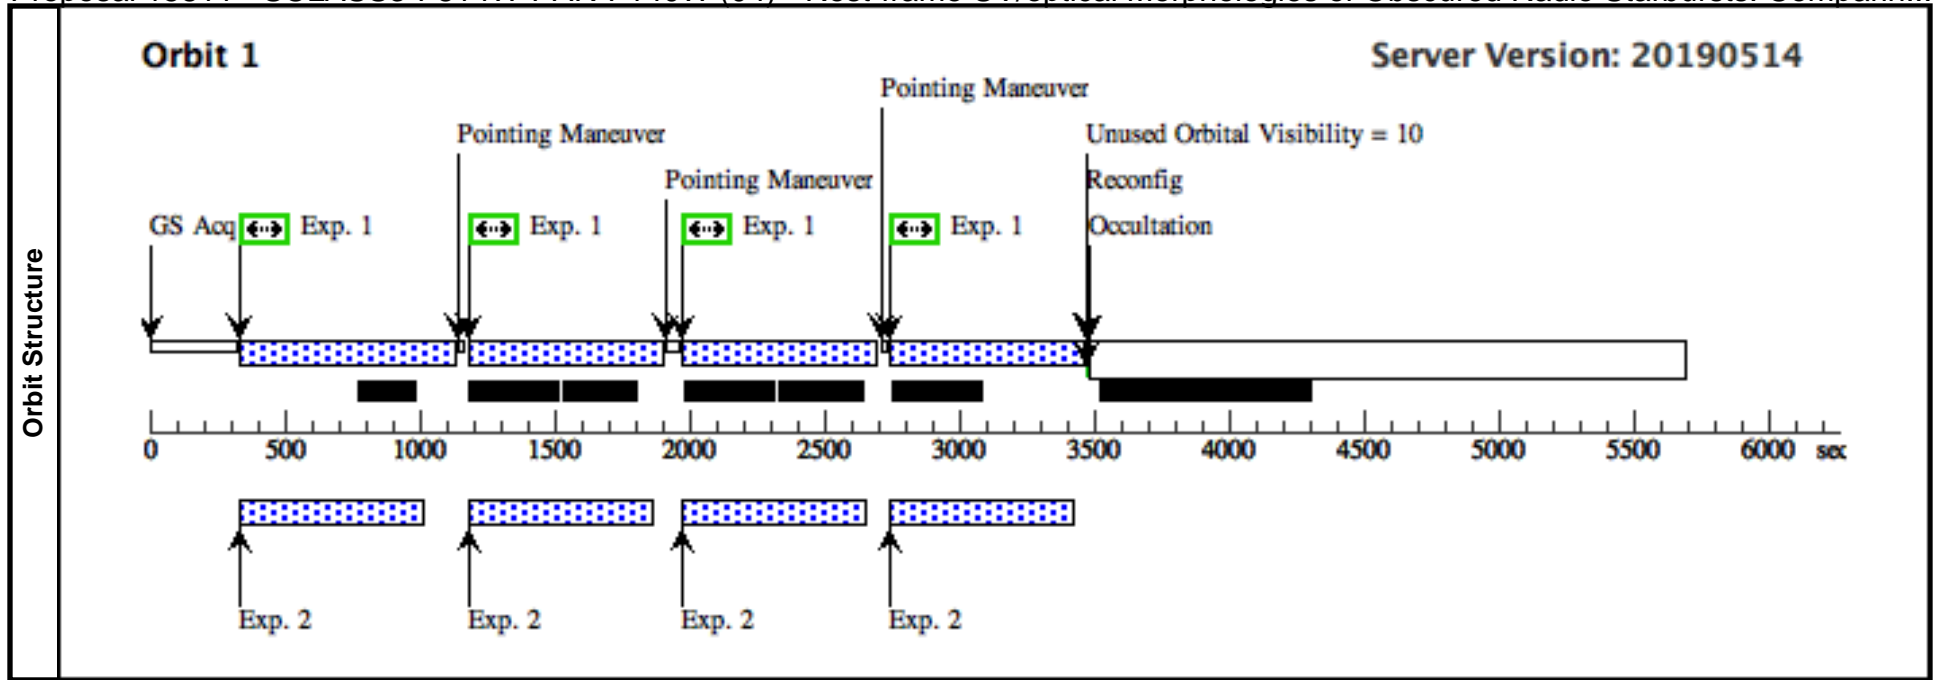 Orbit 1
Server Version: 20190514
Pointing Maneuver
Pointing Maneuver
Unused Orbital Visibility = 10
Pointing Maneuver
Reconfig
GS Acq
Exp. 1
Exp. 1
Exp. 1
Exp. 1
Occultation
Orbit Structure
0 500 1000 1500 2000 2500 3000 3500 4000 4500 5000 5500 6000 sec
Exp. 2
Exp. 2
Exp. 2
Exp. 2